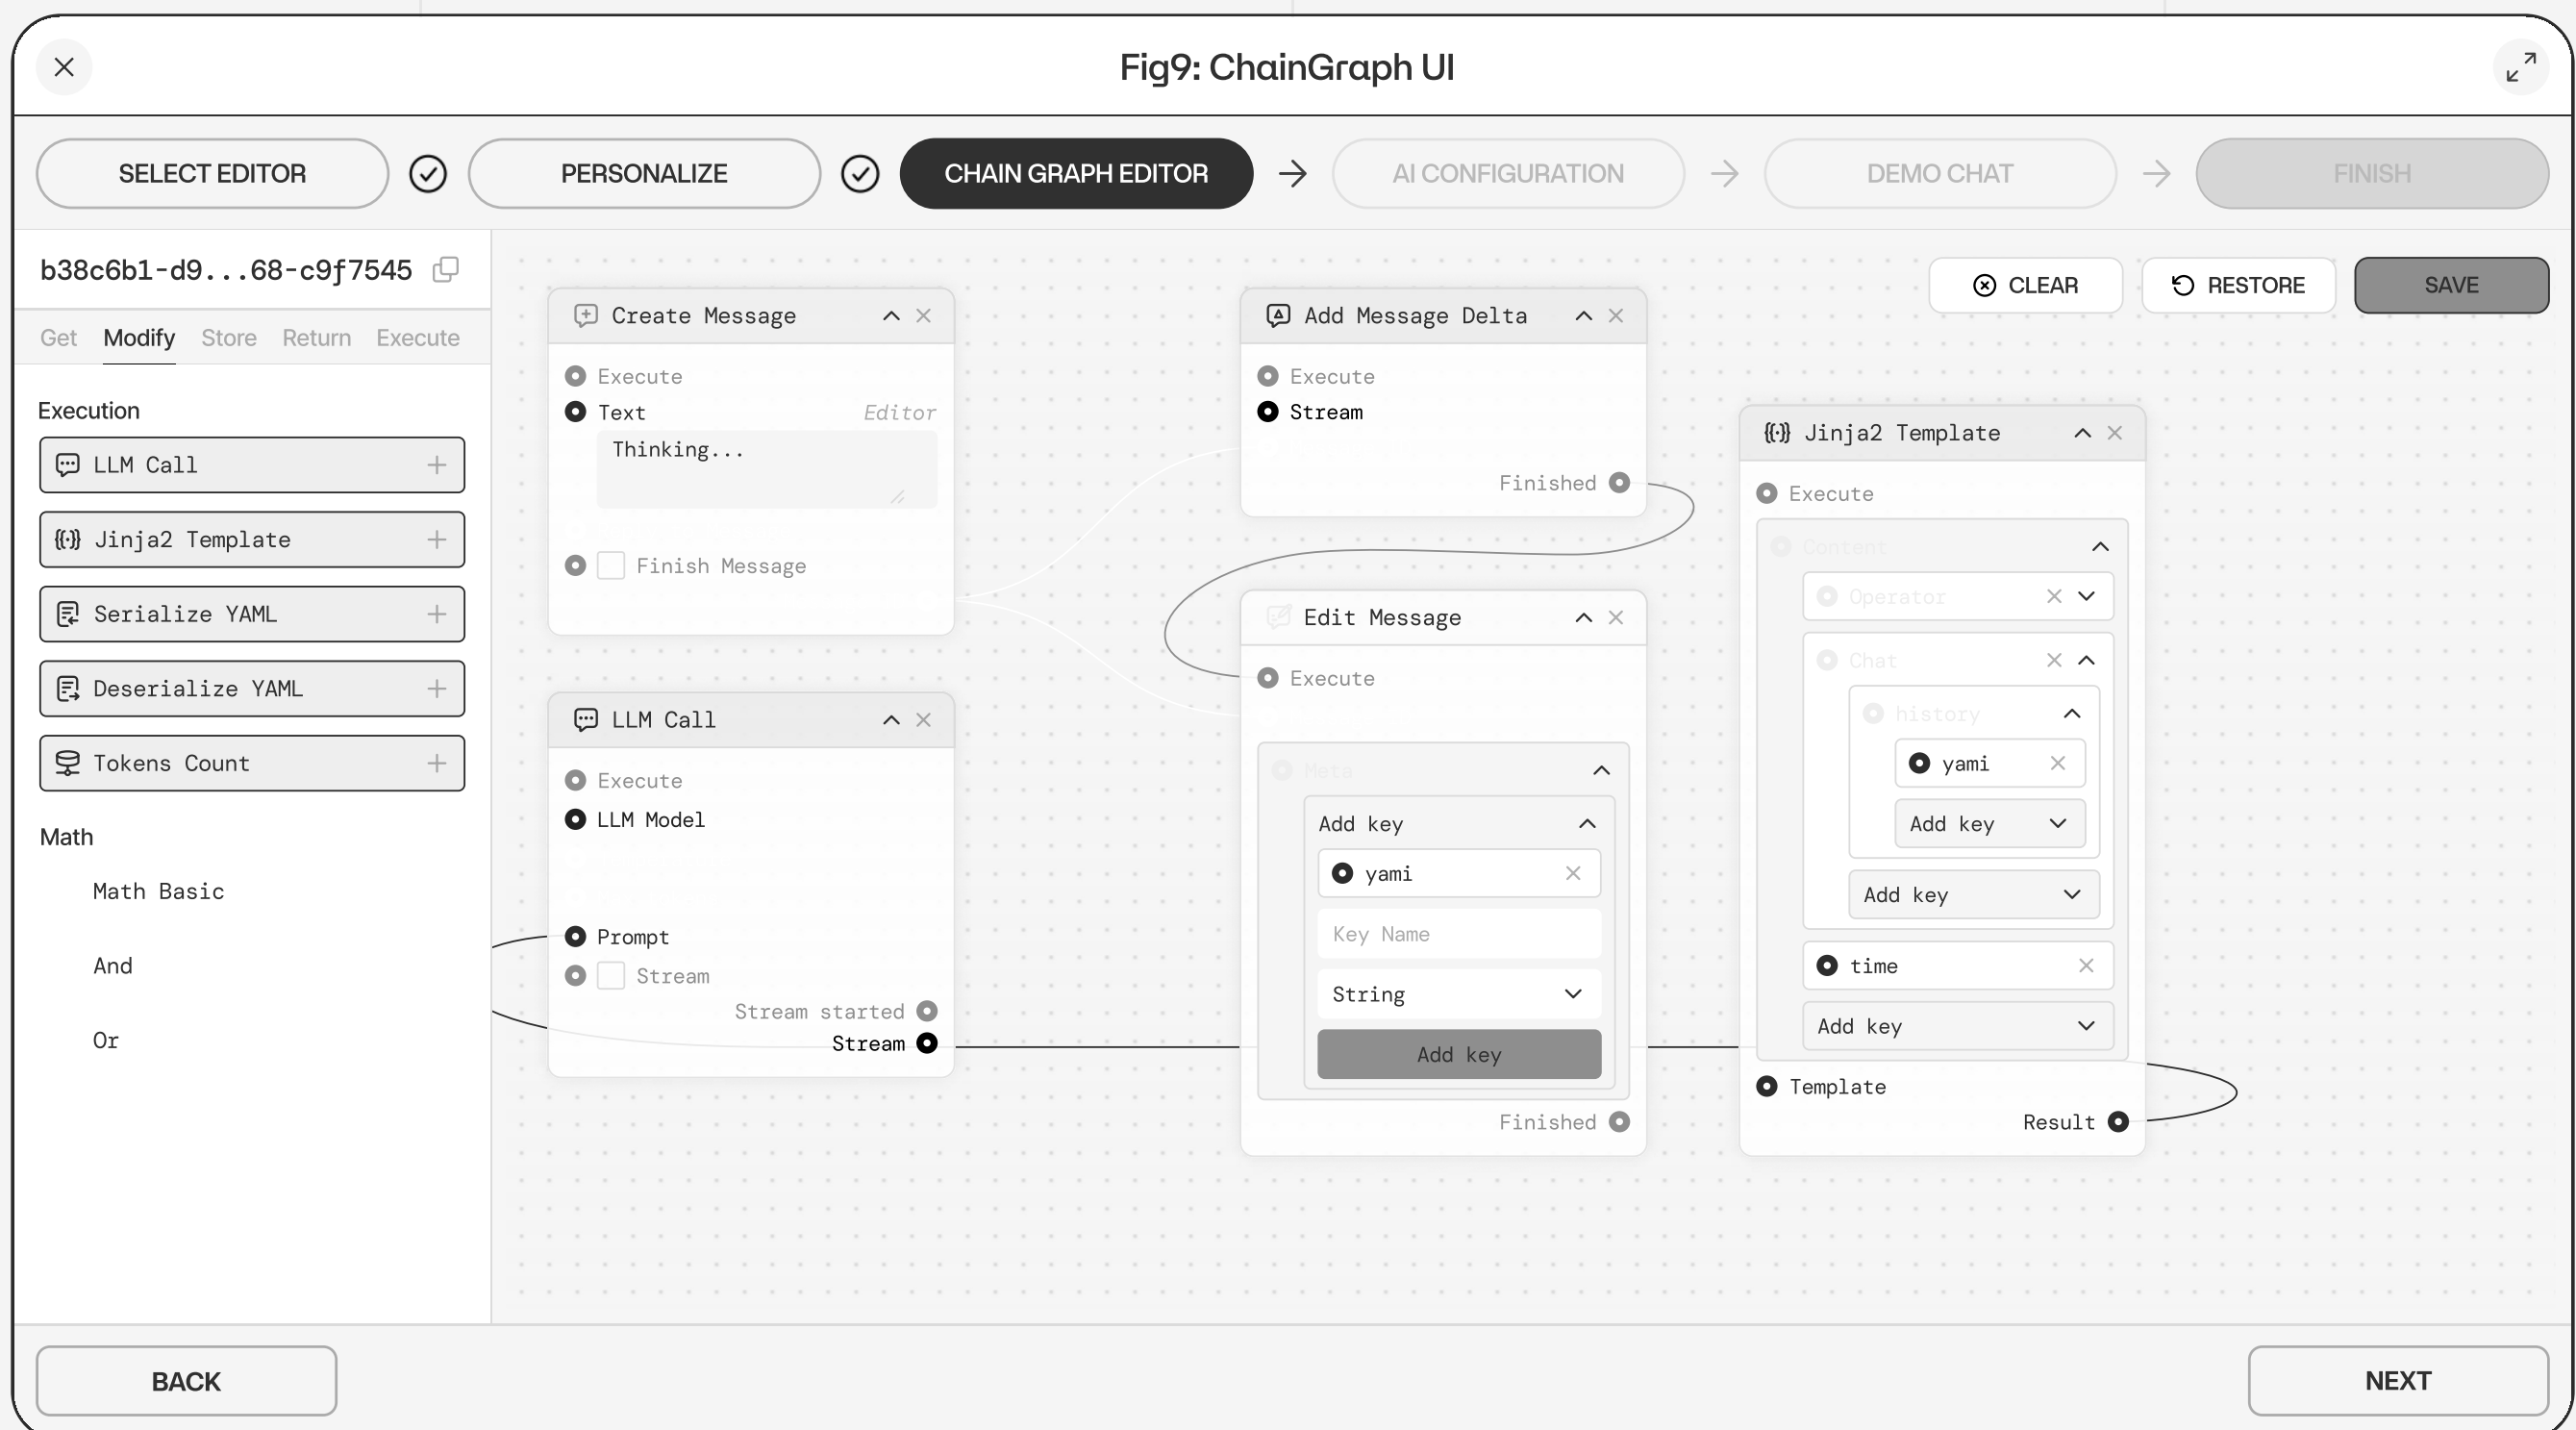 Fig9: ChainGraph UI
SELECT EDITOR
PERSONALIZE
CHAIN GRAPH EDITOR
AI CONFIGURATION
DEMO CHAT
FINISH
b38c6b1-d9...68-c9f7545
Get Modify Store Return Execute
Execution
LLM Call
Jinja2 Template
Serialize YAML
Deserialize YAML
Tokens Count
Math
Math Basic
And
Or
CLEAR
RESTORE
SAVE
Create Message
Execute
Text Editor
Thinking...
Finish Message
LLM Call
Execute
LLM Model
Prompt
Stream
Stream started
Stream
Add Message Delta
Execute
Stream
Finished
Edit Message
Execute
Meta
Add key
yami
Key Name
String
Add key
Finished
Jinja2 Template
Execute
Content
Operator
Chat
history
yami
Add key
Add key
time
Add key
Template
Result
BACK
NEXT